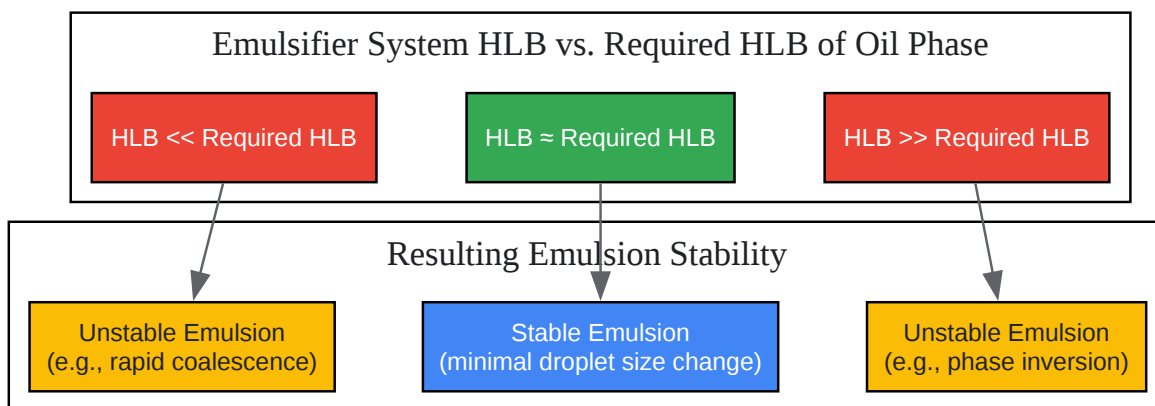 Emulsifier System HLB vs. Required HLB of Oil Phase
HLB << Required HLB
HLB ≈ Required HLB
HLB >> Required HLB
Resulting Emulsion Stability
Unstable Emulsion
(e.g., rapid coalescence)
Stable Emulsion
(minimal droplet size change)
Unstable Emulsion
(e.g., phase inversion)